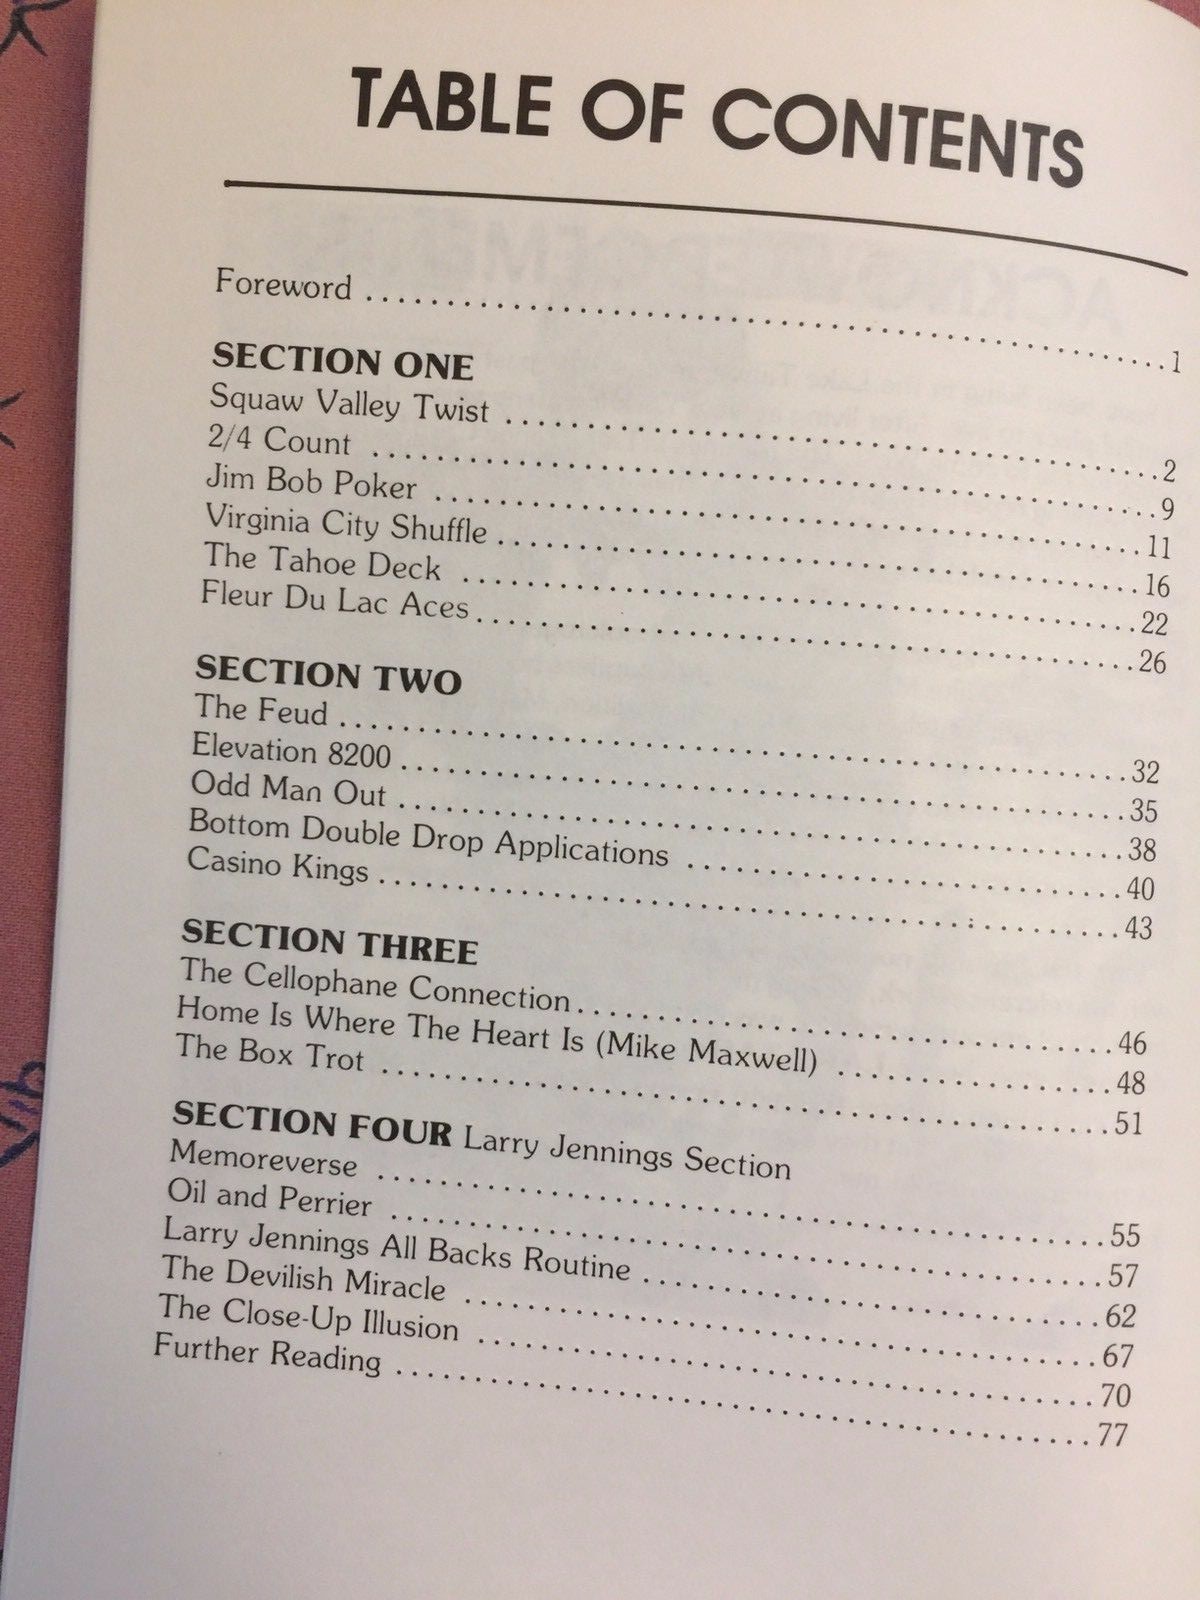 TABLE OF CONTENTS
Foreword ........................................ 1
SECTION ONE
Squaw Valley Twist ........................................ 2
2/4 Count ........................................ 9
Jim Bob Poker ........................................ 11
Virginia City Shuffle ........................................ 16
The Tahoe Deck ........................................ 22
Fleur Du Lac Aces ........................................ 26
SECTION TWO
The Feud ........................................ 32
Elevation 8200 ........................................ 35
Odd Man Out ........................................ 38
Bottom Double Drop Applications ........................................ 40
Casino Kings ........................................ 43
SECTION THREE
The Cellophane Connection ........................................ 46
Home Is Where The Heart Is (Mike Maxwell) ........................................ 48
The Box Trot ........................................ 51
SECTION FOUR Larry Jennings Section
Memoreverse ........................................ 55
Oil and Perrier ........................................ 57
Larry Jennings All Backs Routine ........................................ 62
The Devilish Miracle ........................................ 67
The Close-Up Illusion ........................................ 70
Further Reading ........................................ 77